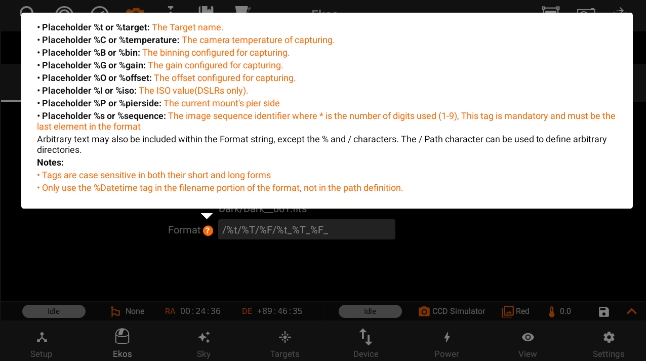 Ekos
• Placeholder %t or %target: The Target name.
• Placeholder %C or %temperature: The camera temperature of capturing.
• Placeholder %B or %bin: The binning configured for capturing.
• Placeholder %G or %gain: The gain configured for capturing.
• Placeholder %O or %offset: The offset configured for capturing.
• Placeholder %I or %iso: The ISO value(DSLRs only).
• Placeholder %P or %pierside: The current mount's pier side
• Placeholder %s or %sequence: The image sequence identifier where * is the number of digits used (1-9), This tag is mandatory and must be the
last element in the format
Arbitrary text may also be included within the Format string, except the % and / characters. The / Path character can be used to define arbitrary
directories.
Notes:
• Tags are case sensitive in both their short and long forms
• Only use the %Datetime tag in the filename portion of the format, not in the path definition.
Format ? /%t/%T/%F/%t_%T_%F_
Idle None RA 00:24:36 DE +89:46:35 Idle CCD Simulator Red 0.0
Setup Ekos Sky Targets Device Power View Settings